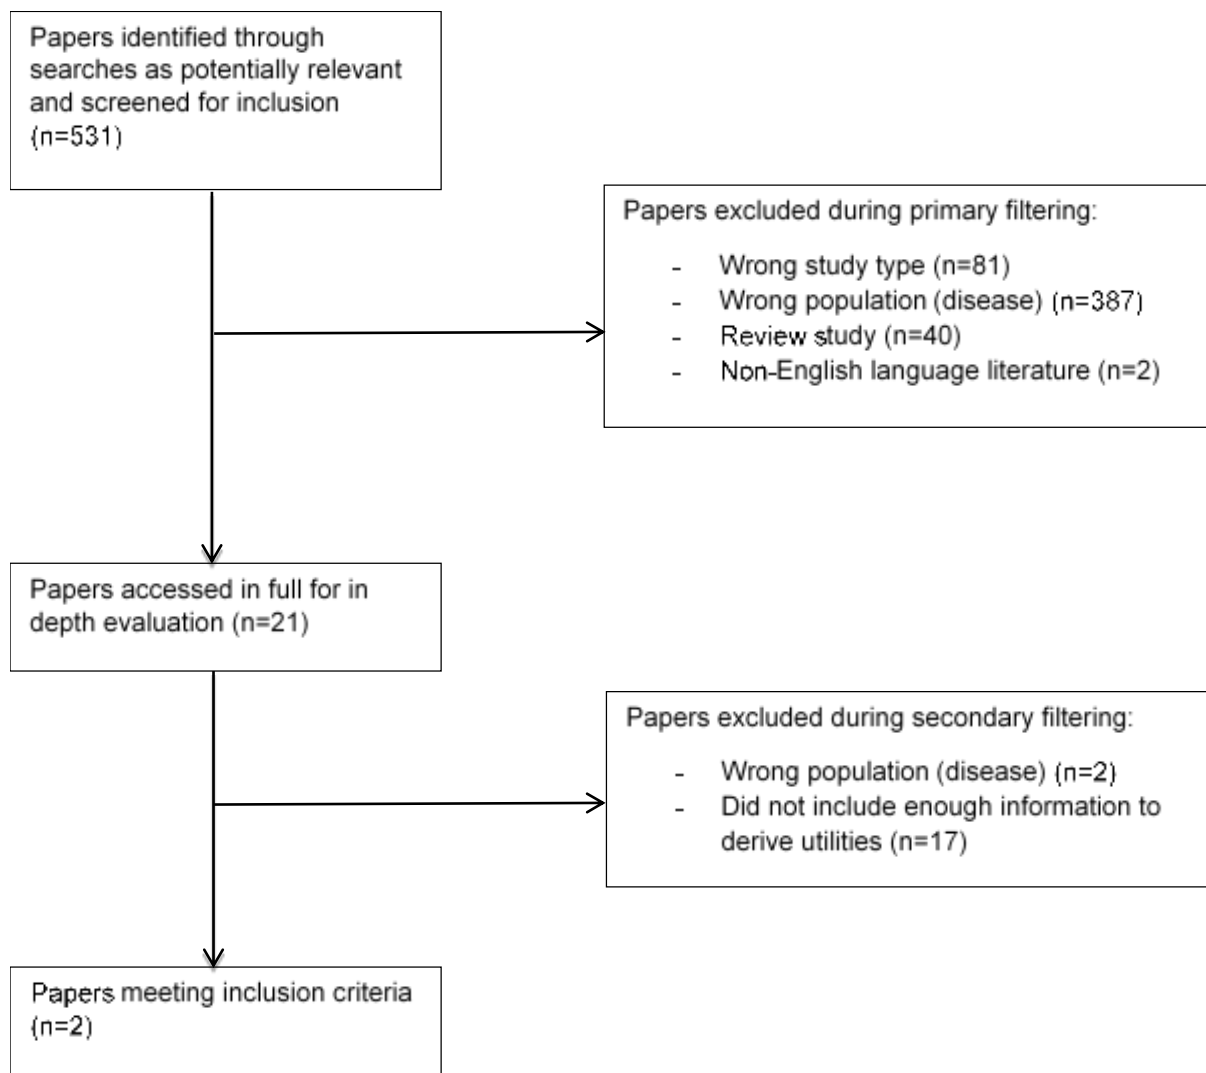 Papers identified through
searches as potentially relevant
and screened for inclusion
(n=531)
Papers excluded during primary filtering:
- Wrong study type (n=81)
- Wrong population (disease) (n=387)
- Review study (n=40)
- Non-English language literature (n=2)
Papers accessed in full for in
depth evaluation (n=21)
Papers excluded during secondary filtering:
- Wrong population (disease) (n=2)
- Did not include enough information to
derive utilities (n=17)
Papers meeting inclusion criteria
(n=2)